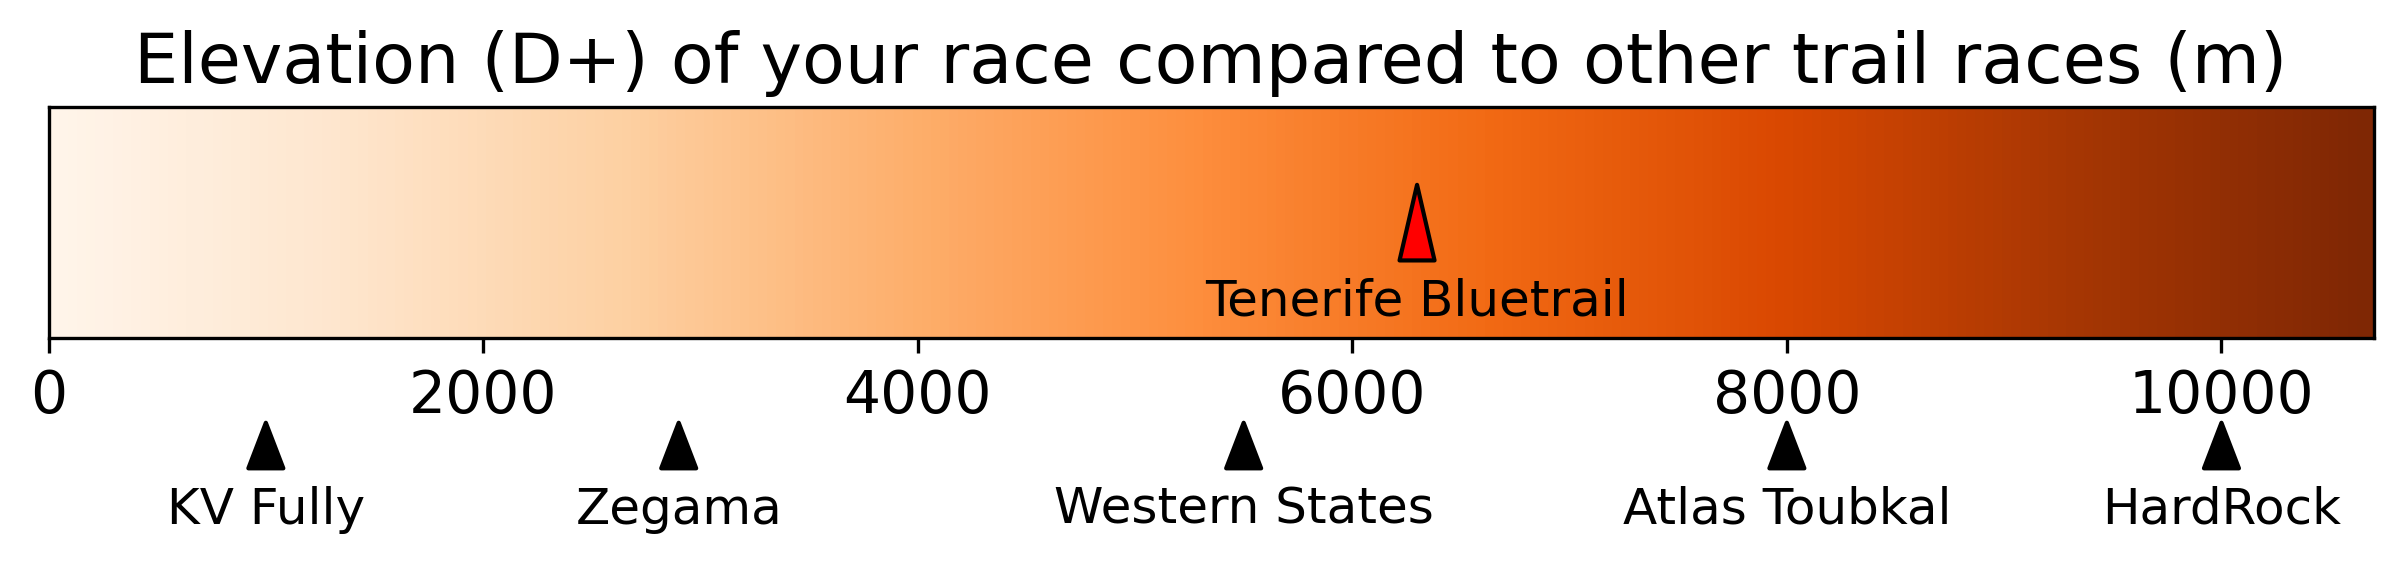 Elevation (D+) of your race compared to other trail races (m)
Tenerife Bluetrail
0 2000 4000 6000 8000 10000
KV Fully Zegama Western States Atlas Toubkal HardRock